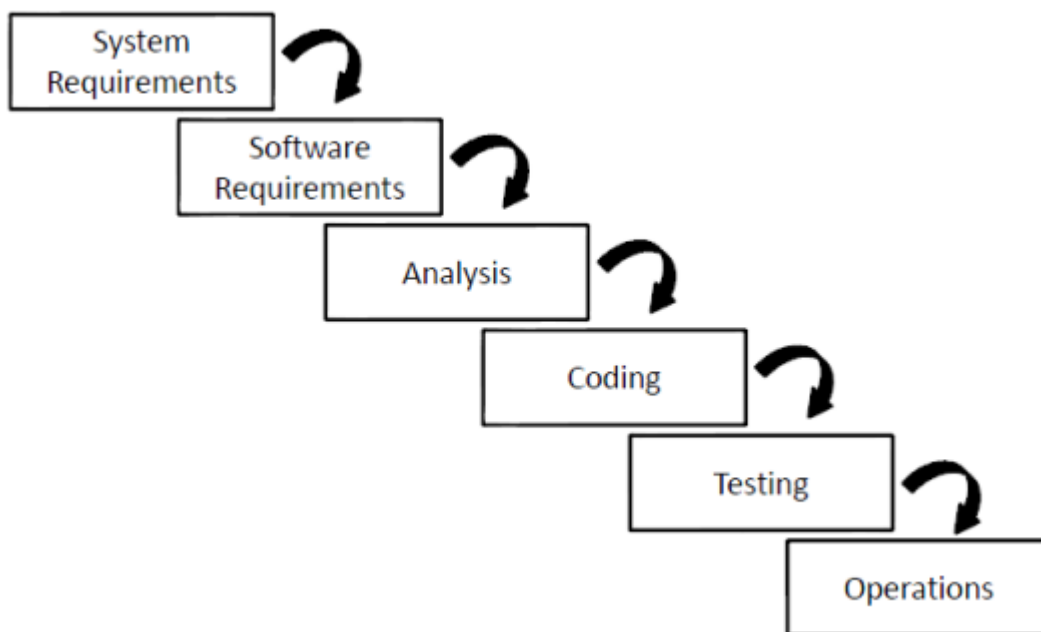 System
Requirements
Software
Requirements
Analysis
Coding
Testing
Operations